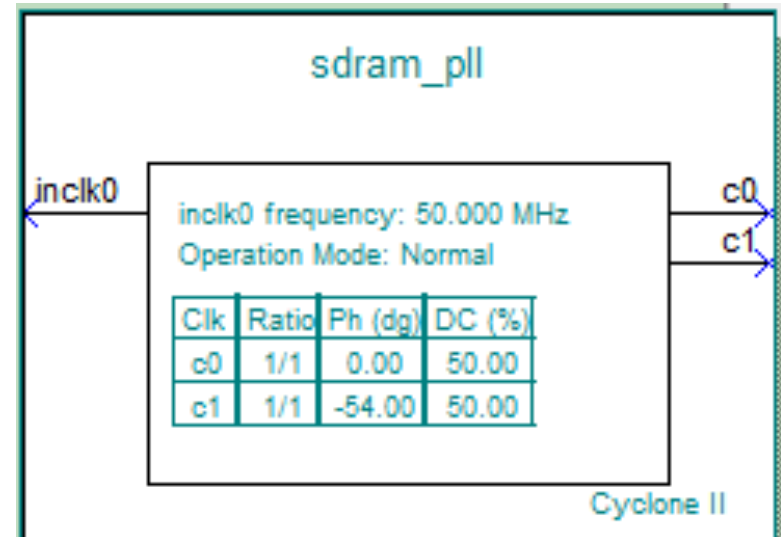 sdram_pll
inclk0
c0
c1
inclk0 frequency: 50.000 MHz
Operation Mode: Normal
Clk Ratio Ph (dg) DC (%)
c0 1/1 0.00 50.00
c1 1/1 -54.00 50.00
Cyclone II